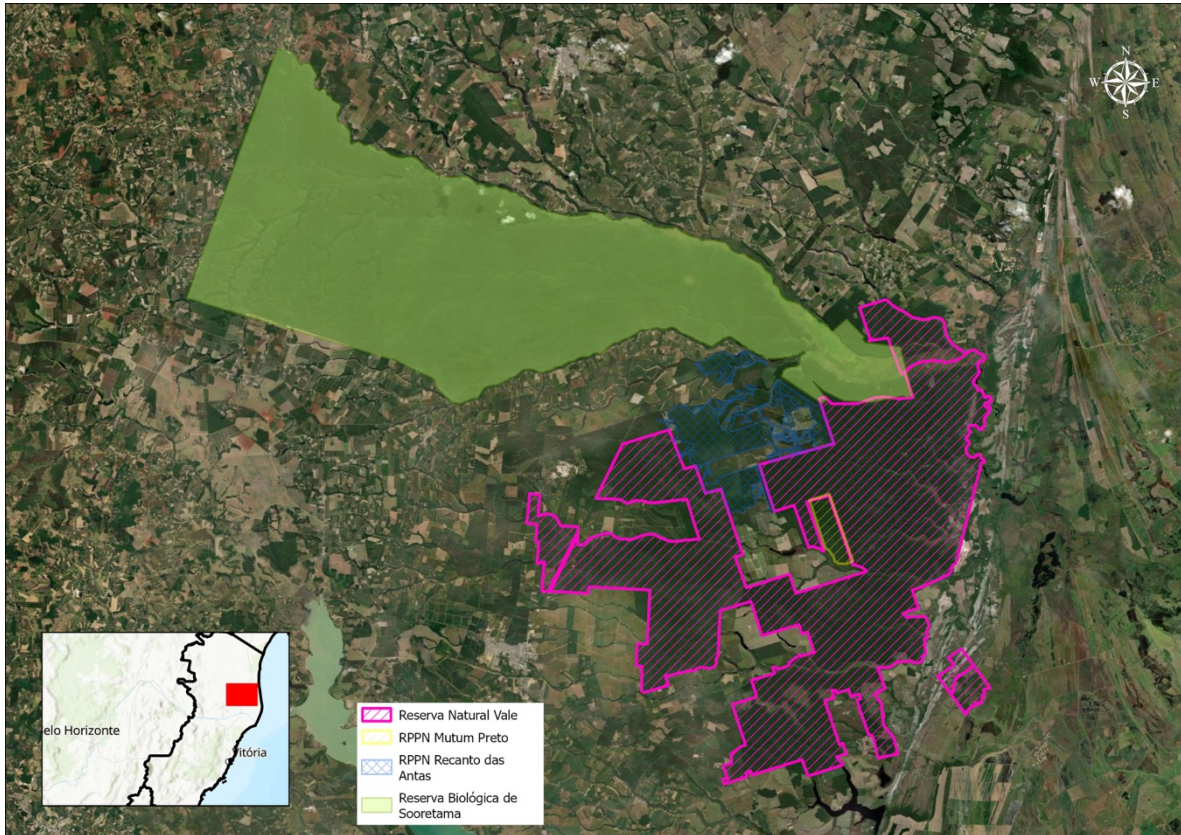 N
W E
S
elo Horizonte
itória
Reserva Natural Vale
RPPN Mutum Preto
RPPN Recanto das
Antas
Reserva Biológica de
Sooretama